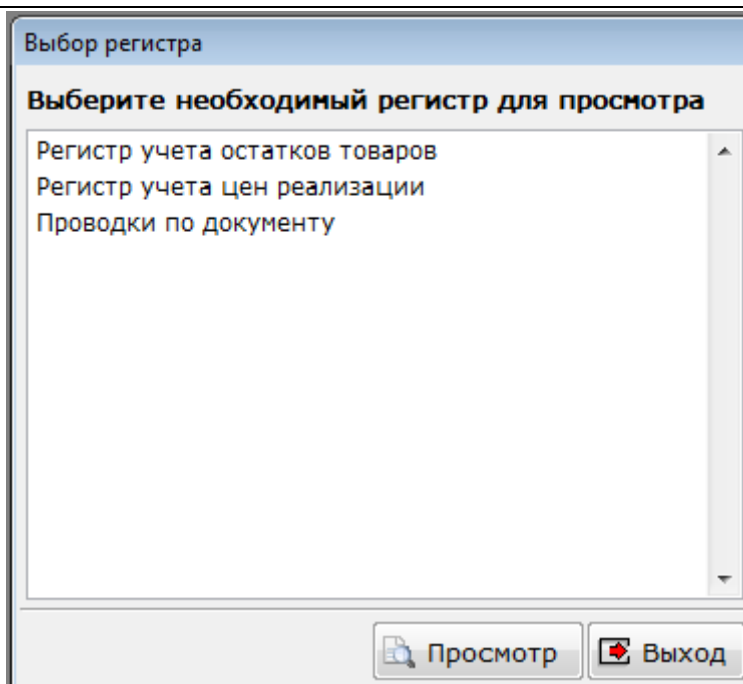 Выбор регистра
Выберите необходимый регистр для просмотра
Регистр учета остатков товаров
Регистр учета цен реализации
Проводки по документу
Просмотр
Выход